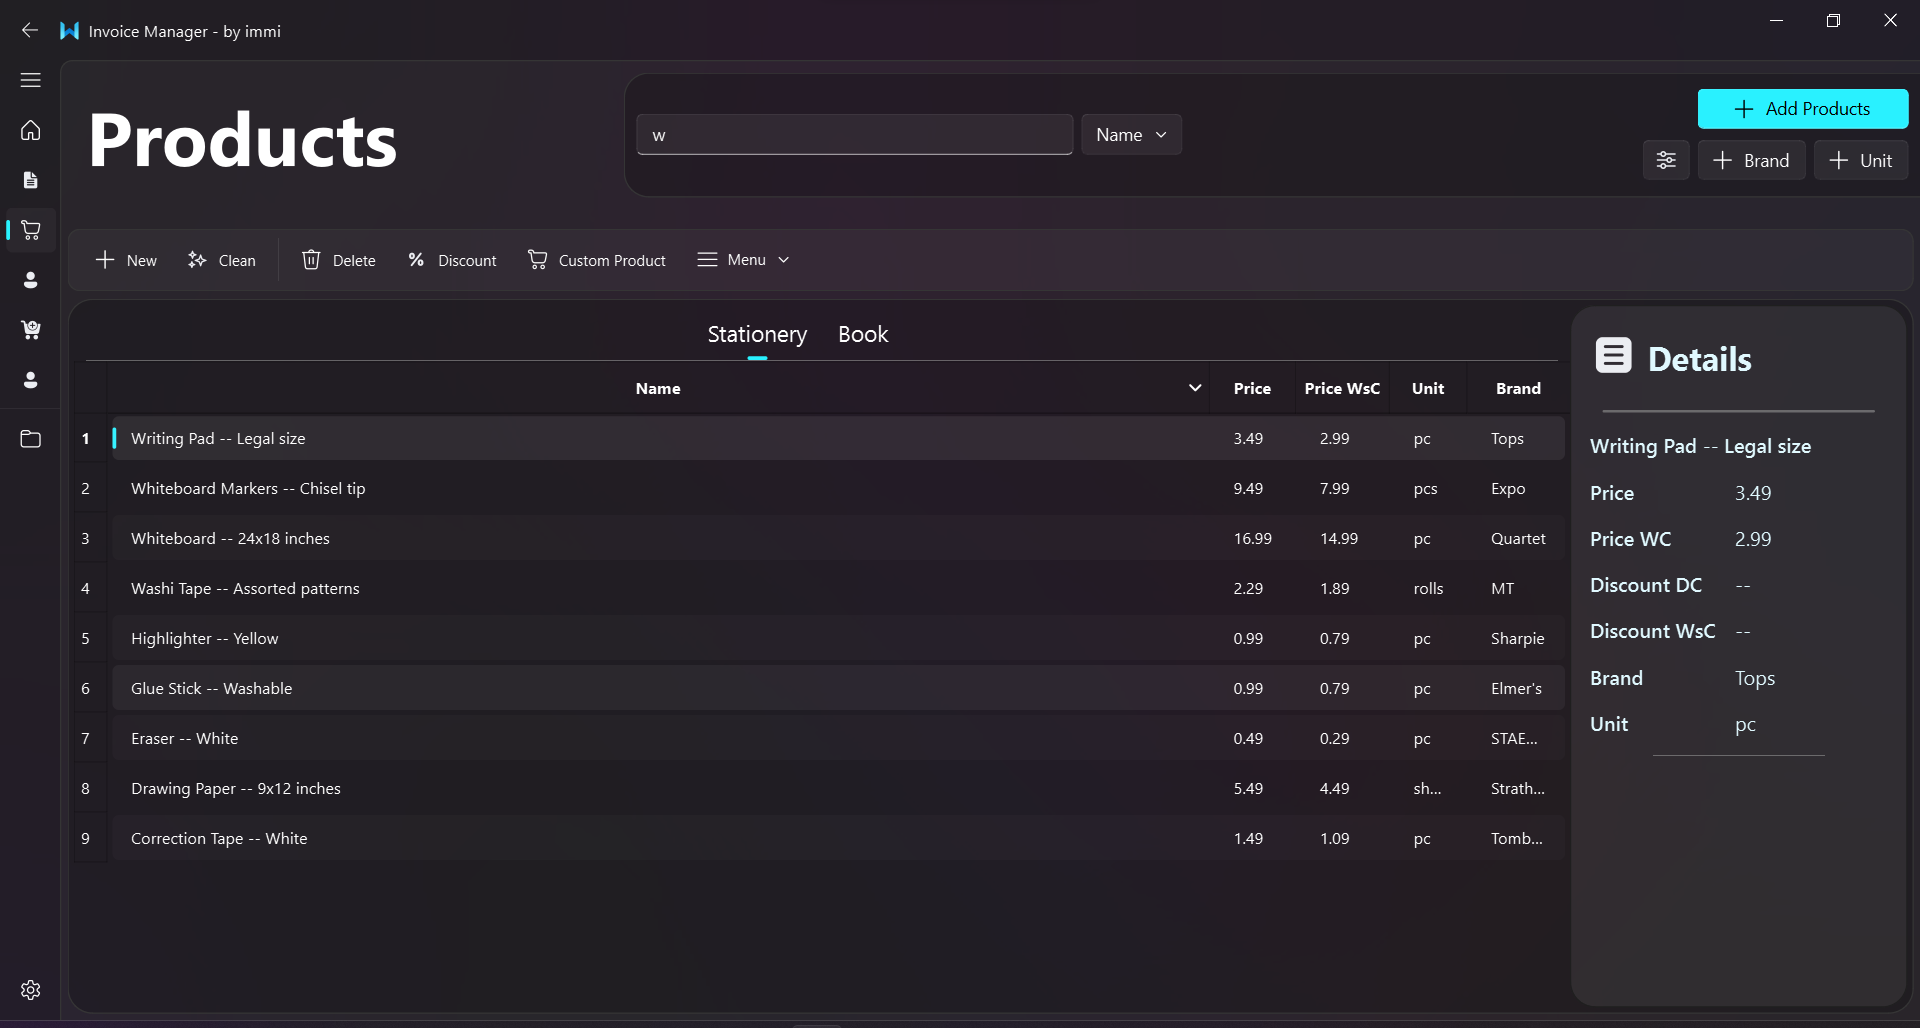 Invoice Manager - by immi
Products
w
Name
Add Products
Brand
Unit
New
Clean
Delete
Discount
Custom Product
Menu
Stationery Book
Name Price Price WsC Unit Brand
1 Writing Pad -- Legal size 3.49 2.99 pc Tops
2 Whiteboard Markers -- Chisel tip 9.49 7.99 pcs Expo
3 Whiteboard -- 24x18 inches 16.99 14.99 pc Quartet
4 Washi Tape -- Assorted patterns 2.29 1.89 rolls MT
5 Highlighter -- Yellow 0.99 0.79 pc Sharpie
6 Glue Stick -- Washable 0.99 0.79 pc Elmer's
7 Eraser -- White 0.49 0.29 pc STAE...
8 Drawing Paper -- 9x12 inches 5.49 4.49 sh... Strath...
9 Correction Tape -- White 1.49 1.09 pc Tomb...
Details
Writing Pad -- Legal size
Price 3.49
Price WC 2.99
Discount DC --
Discount WsC --
Brand Tops
Unit pc